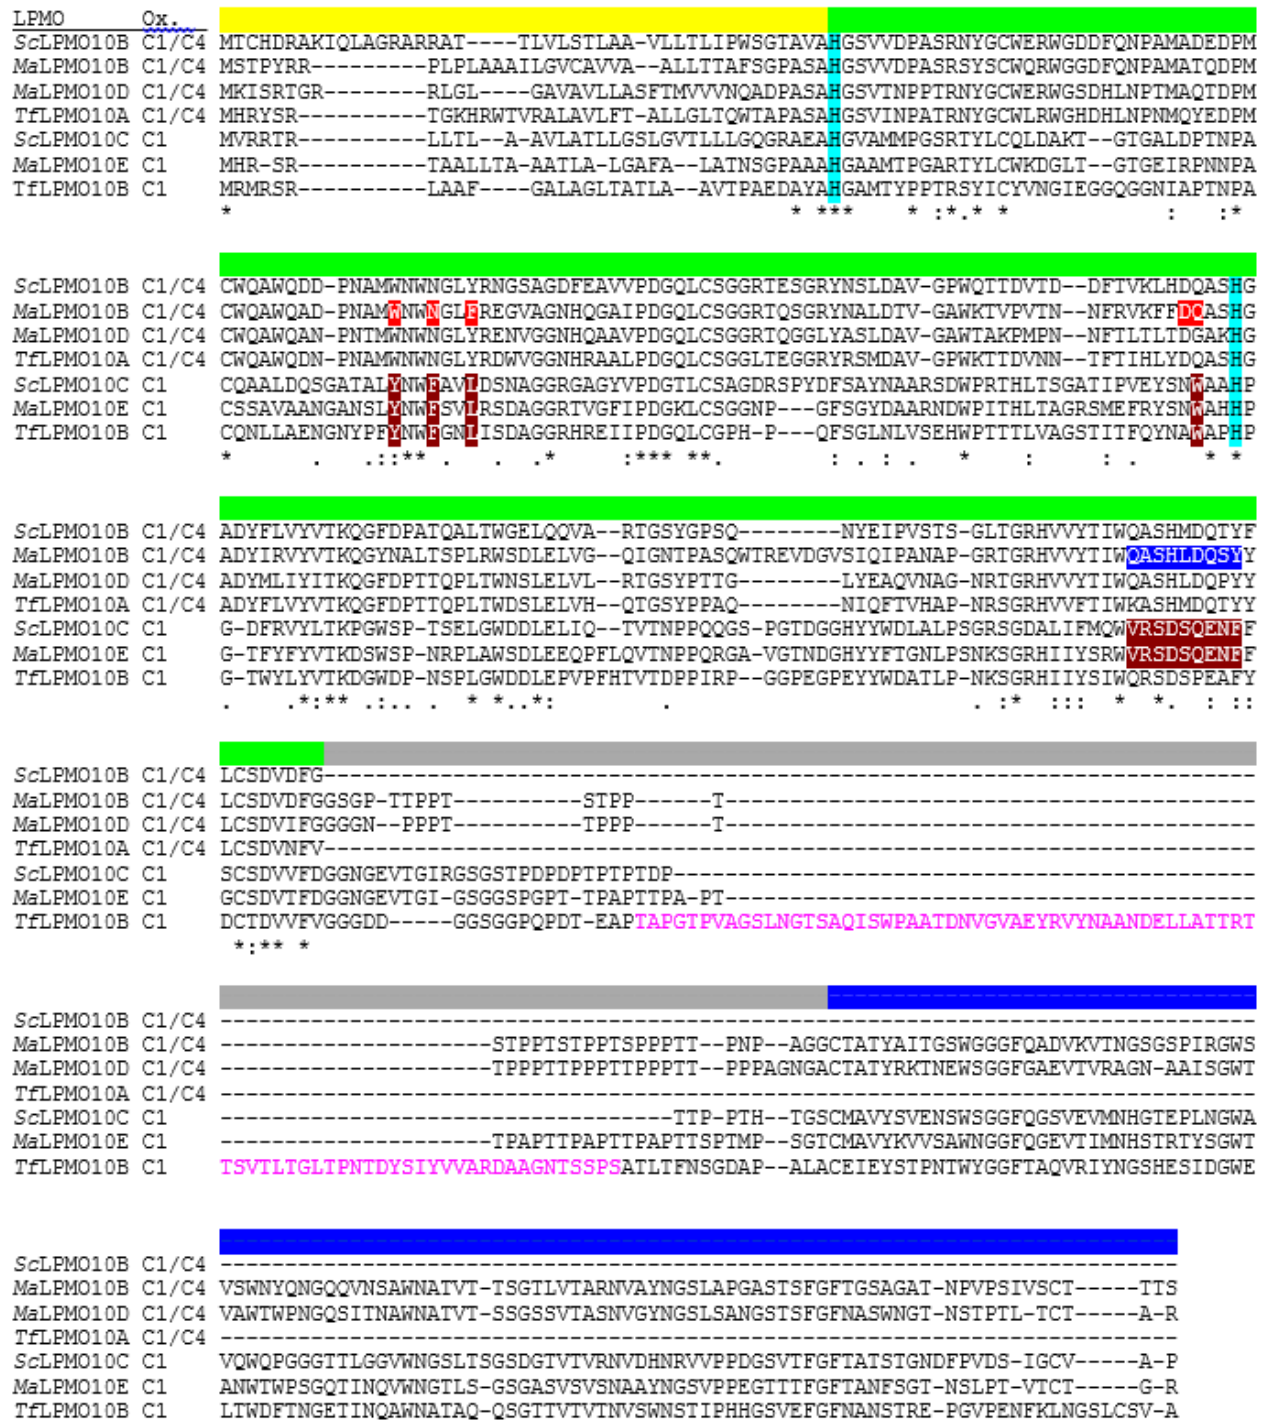 LPMO Ox.
ScLPMO10B C1/C4 MTCHDRAKIQLAGRARRAT----TLVLSTLAA-VLLTLIPWSGTAVAHGSVVDPASRNYGCWERWGDDFQNPAMADEDPM
MaLPMO10B C1/C4 MSTPYRR---------PLPLAAAILGVCAVVA--ALLTTAFSGPASAHGSVVDPASRSYSCWQRWGGDFQNPAMATQDPM
MaLPMO10D C1/C4 MKISRTGR--------RLGL----GAVAVLLASFTMVVVNQADPASAHGSVTNPPTRNYGCWERWGSDHLNPTMAQTDPM
TfLPMO10A C1/C4 MHRYSR----------TGKHRWTVRALAVLFT-ALLGLTQWTAPASAHGSVINPATRNYGCWLRWGHDHLNPNMQYEDPM
ScLPMO10C C1 MVRRTR----------LLTL--A-AVLATLLGSLGVTLLLGQGRAEAHGVAMMPGSRTYLCQLDAKT--GTGALDPTNPA
MaLPMO10E C1 MHR-SR----------TAALLTA-AATLA-LGAFA--LATNSGPAAAHGAAMTPGARTYLCWKDGLT--GTGEIRPNNPA
TfLPMO10B C1 MRMRSR----------LAAF----GALAGLTATLA--AVTPAEDAYAHGAMTYPPTRSYICYVNGIEGGQGGNIAPTNPA
* * *** * :*.* * : :*
ScLPMO10B C1/C4 CWQAWQDD-PNAMWNWNGLYRNGSAGDFEAVVPDGQLCSGGRTESGRYNSLDAV-GPWQTTDVTD--DFTVKLHDQASHG
MaLPMO10B C1/C4 CWQAWQAD-PNAMWNWNGLFREGVAGNHQGAIPDGQLCSGGRTQSGRYNALDTV-GAWKTVPVTN--NFRVKFFDQASHG
MaLPMO10D C1/C4 CWQAWQAN-PNTMWNWNGLYRENVGGNHQAAVPDGQLCSGGRTQGGLYASLDAV-GAWTAKPMPN--NFTLTLTDGAKHG
TfLPMO10A C1/C4 CWQAWQDN-PNAMWNWNGLYRDWVGGNHRAALPDGQLCSGGLTEGGRYRSMDAV-GPWKTTDVNN--TFTIHLYDQASHG
ScLPMO10C C1 CQAALDQSGATALYNWFAVLDSNAGGRGAGYVPDGTLCSAGDRSPYDFSAYNAARSDWPRTHLTSGATIPVEYSNWAAHP
MaLPMO10E C1 CSSAVAANGANSLYNWFSVLRSDAGGRTVGFIPDGKLCSGGNP---GFSGYDAARNDWPITHLTAGRSMEFRYSNWAHHP
TfLPMO10B C1 CQNLLAENGNYPFYNWFGNLISDAGGRHREIIPDGQLCGPH-P---QFSGLNLVSEHWPTTTLVAGSTITFQYNAWAPHP
* . .::** . . .* :*** **. : . : . * : : . * *
ScLPMO10B C1/C4 ADYFLVYVTKQGFDPATQALTWGELQQVA--RTGSYGPSQ--------NYEIPVSTS-GLTGRHVVYTIWQASHMDQTYF
MaLPMO10B C1/C4 ADYIRVYVTKQGYNALTSPLRWSDLELVG--QIGNTPASQWTREVDGVSIQIPANAP-GRTGRHVVYTIWQASHLDQSYY
MaLPMO10D C1/C4 ADYMLIYITKQGFDPTTQPLTWNSLELVL--RTGSYPTTG--------LYEAQVNAG-NRTGRHVVYTIWQASHLDQPYY
TfLPMO10A C1/C4 ADYFLVYVTKQGFDPTTQPLTWDSLELVH--QTGSYPPAQ--------NIQFTVHAP-NRSGRHVVFTIWKASHMDQTYY
ScLPMO10C C1 G-DFRVYLTKPGWSP-TSELGWDDLELIQ--TVTNPPQQGS-PGTDGGHYYWDLALPSGRSGDALIFMQWVRSDSQENFF
MaLPMO10E C1 G-TFYFYVTKDSWSP-NRPLAWSDLEEQPFLQVTNPPQRGA-VGTNDGHYYFTGNLPSNKSGRHIIYSRWVRSDSQENFF
TfLPMO10B C1 G-TWYLYVTKDGWDP-NSPLGWDDLEPVPFHTVTDPPIRP--GGPEGPEYYWDATLP-NKSGRHIIYSIWQRSDSPEAFY
. .*:** .:.. . * *..*: . . :* ::: * *. : ::
ScLPMO10B C1/C4 LCSDVDFG------------------------------------------------------------------------
MaLPMO10B C1/C4 LCSDVDFGGSGP-TTPPT----------STPP------T-----------------------------------------
MaLPMO10D C1/C4 LCSDVIFGGGGN--PPPT----------TPPP------T-----------------------------------------
TfLPMO10A C1/C4 LCSDVNFV------------------------------------------------------------------------
ScLPMO10C C1 SCSDVVFDGGNGEVTGIRGSGSTPDPDPTPTPTDP---------------------------------------------
MaLPMO10E C1 GCSDVTFDGGNGEVTGI-GSGGSPGPT-TPAPTTPA-PT-----------------------------------------
TfLPMO10B C1 DCTDVVFVGGGDD-----GGSGGPQPDT-EAPTAPGTPVAGSLNGTSAQISWPAATDNVGVAEYRVYNAANDELLATTRT
*:** *
ScLPMO10B C1/C4 --------------------------------------------------------------------------------
MaLPMO10B C1/C4 ---------------------STPPTSTPPTSPPPTT--PNP--AGGCTATYAITGSWGGGFQADVKVTNGSGSPIRGWS
MaLPMO10D C1/C4 ---------------------TPPPTTPPPTTPPPTT--PPPAGNGACTATYRKTNEWSGGFGAEVTVRAGN-AAISGWT
TfLPMO10A C1/C4 --------------------------------------------------------------------------------
ScLPMO10C C1 -----------------------------------TTP-PTH--TGSCMAVYSVENSWSGGFQGSVEVMNHGTEPLNGWA
MaLPMO10E C1 ---------------------TPAPTTPAPTTPAPTTSPTMP--SGTCMAVYKVVSAWNGGFQGEVTIMNHSTRTYSGWT
TfLPMO10B C1 TSVTLTGLTPNTDYSIYVVARDAAGNTSSPSATLTFNSGDAP--ALACEIEYSTPNTWYGGFTAQVRIYNGSHESIDGWE
ScLPMO10B C1/C4 --------------------------------------------------------------------------
MaLPMO10B C1/C4 VSWNYQNGQQVNSAWNATVT-TSGTLVTARNVAYNGSLAPGASTSFGFTGSAGAT-NPVPSIVSCT-----TTS
MaLPMO10D C1/C4 VAWTWPNGQSITNAWNATVT-SSGSSVTASNVGYNGSLSANGSTSFGFNASWNGT-NSTPTL-TCT-----A-R
TfLPMO10A C1/C4 --------------------------------------------------------------------------
ScLPMO10C C1 VQWQPGGGTTLGGVWNGSLTSGSDGTVTVRNVDHNRVVPPDGSVTFGFTATSTGNDFPVDS-IGCV-----A-P
MaLPMO10E C1 ANWTWPSGQTINQVWNGTLS-GSGASVSVSNAAYNGSVPPEGTTTFGFTANFSGT-NSLPT-VTCT-----G-R
TfLPMO10B C1 LTWDFTNGETINQAWNATAQ-QSGTTVTVTNVSWNSTIPHHGSVEFGFNANSTRE-PGVPENFKLNGSLCSV-A